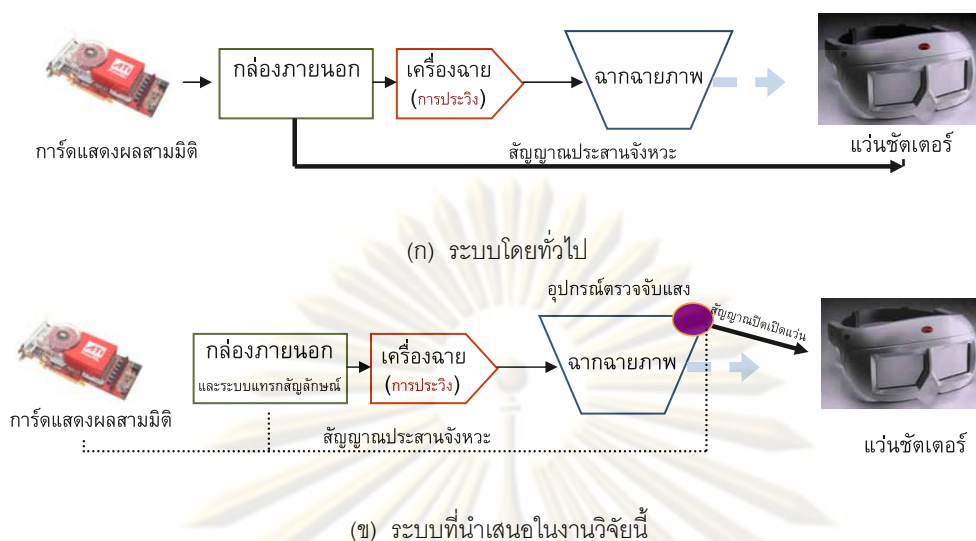 กล่องภายนอก
เครื่องฉาย
(การประวิง)
ฉากฉายภาพ
ATI
การ์ดแสดงผลสามมิติ
สัญญาณประสานจังหวะ
แว่นชัตเตอร์
(ก) ระบบโดยทั่วไป
อุปกรณ์ตรวจจับแสง
สัญญาณปิดเปิดแว่น
กล่องภายนอก
และระบบแทรกสัญลักษณ์
เครื่องฉาย
(การประวิง)
ฉากฉายภาพ
ATI
การ์ดแสดงผลสามมิติ
สัญญาณประสานจังหวะ
แว่นชัตเตอร์
(ข) ระบบที่นำเสนอในงานวิจัยนี้